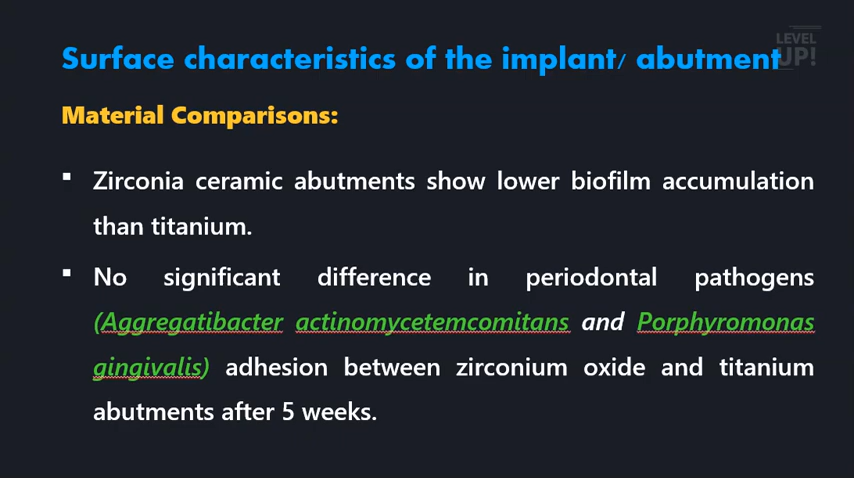 LEVEL
UP!
Surface characteristics of the implant/ abutment
Material Comparisons:
▪ Zirconia ceramic abutments show lower biofilm accumulation
than titanium.
▪ No significant difference in periodontal pathogens
(Aggregatibacter actinomycetemcomitans and Porphyromonas
gingivalis) adhesion between zirconium oxide and titanium
abutments after 5 weeks.